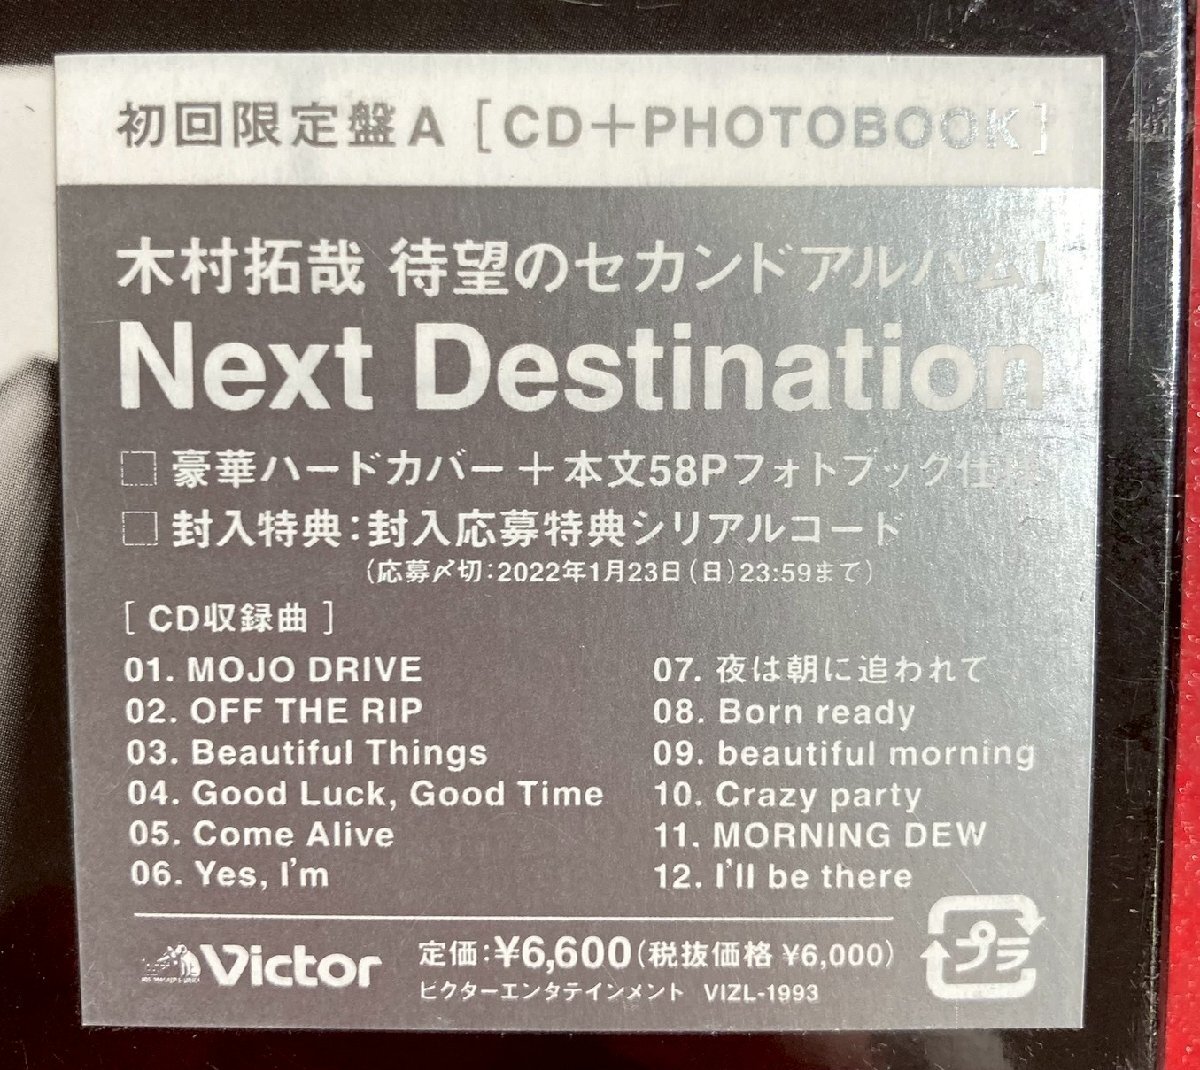 初回限定盤A [CD+PHOTOBOOK]
木村拓哉 待望のセカンドアルバム!
Next Destination
□ 豪華ハードカバー+本文58Pフォトブック仕様
□ 封入特典:封入応募特典シリアルコード
(応募〆切:2022年1月23日(日)23:59まで)
[ CD収録曲 ]
01. MOJO DRIVE
02. OFF THE RIP
03. Beautiful Things
04. Good Luck, Good Time
05. Come Alive
06. Yes, I'm
07. 夜は朝に追われて
08. Born ready
09. beautiful morning
10. Crazy party
11. MORNING DEW
12. I'll be there
Victor
定価:¥6,600(税抜価格 ¥6,000)
ビクターエンタテインメント VIZL-1993
プラ